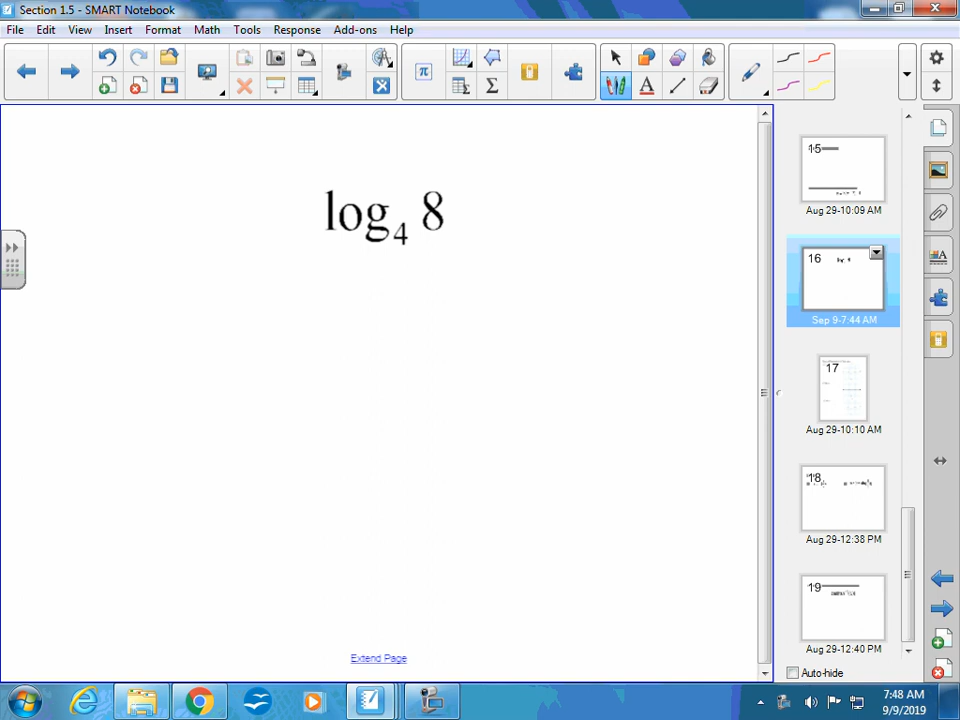 Section 1.5 - SMART Notebook
File Edit View Insert Format Math Tools Response Add-ons Help
log₄ 8
15
Aug 29-10:09 AM
16
Sep 9-7:44 AM
17
Aug 29-10:10 AM
18
Aug 29-12:38 PM
19
Aug 29-12:40 PM
Extend Page
Auto-hide
7:48 AM
9/9/2019